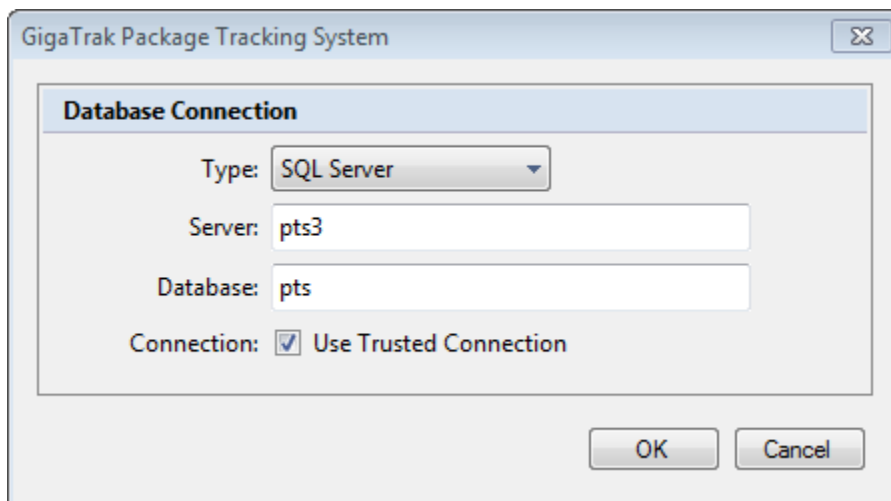 GigaTrak Package Tracking System
Database Connection
Type: SQL Server
Server: pts3
Database: pts
Connection: Use Trusted Connection
OK Cancel